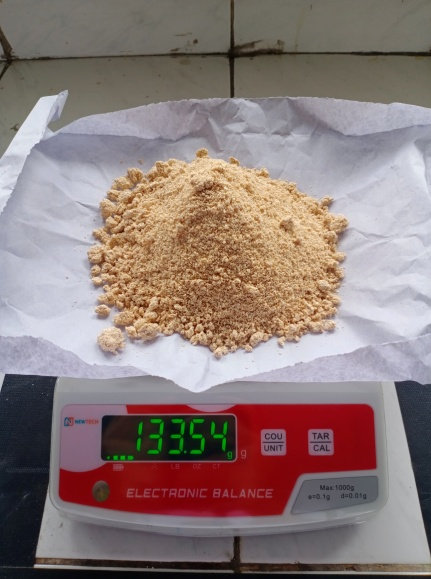 NEWTECH
133.54 g
g
COU
UNIT
TAR
CAL
ELECTRONIC BALANCE
Max.1000g
e=0.1g d=0.01g